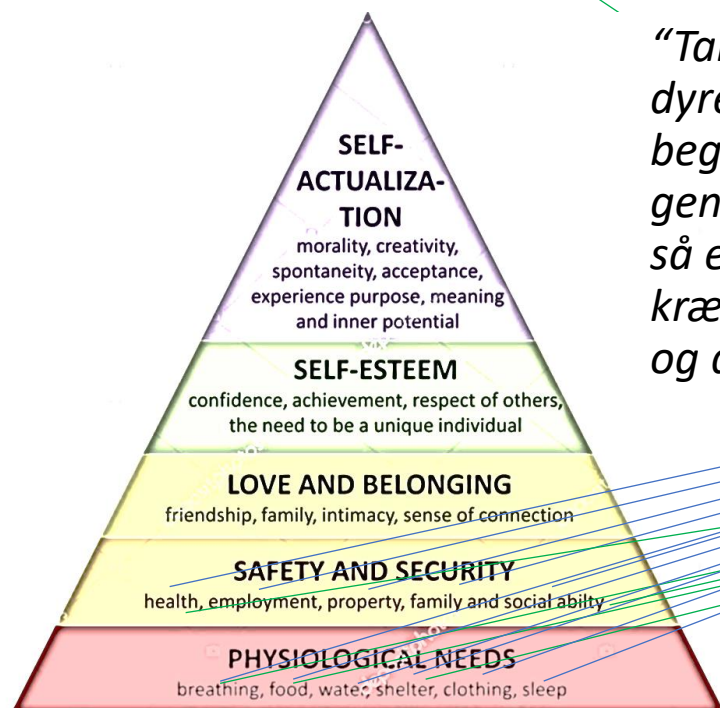 SELF-
ACTUALIZA-
TION
morality, creativity,
spontaneity, acceptance,
experience purpose, meaning
and inner potential
SELF-ESTEEM
confidence, achievement, respect of others,
the need to be a unique individual
LOVE AND BELONGING
friendship, family, intimacy, sense of connection
SAFETY AND SECURITY
health, employment, property, family and social abilty
PHYSIOLOGICAL NEEDS
breathing, food, water, shelter, clothing, sleep
“Ta
dyre
beg
gen
så e
kræ
og